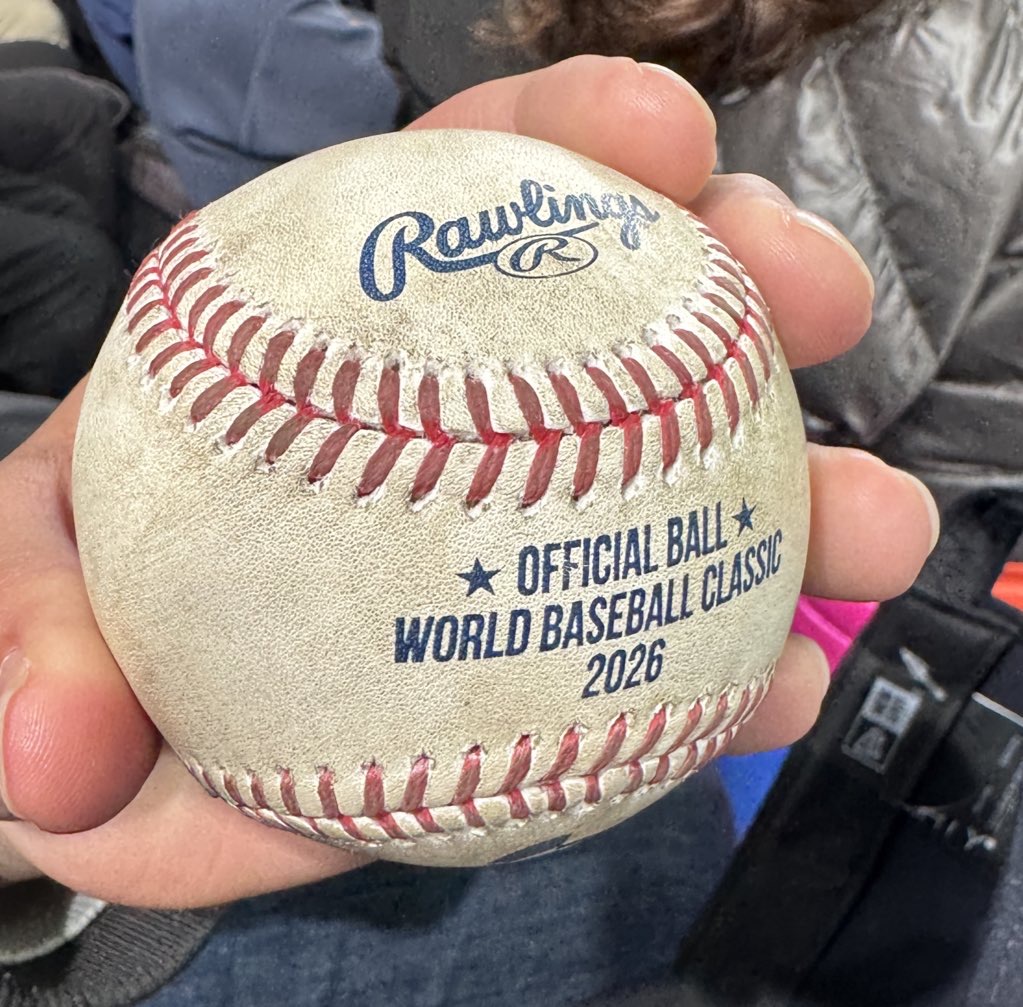 Rawlings
R
★ OFFICIAL BALL ★
WORLD BASEBALL CLASSIC
2026